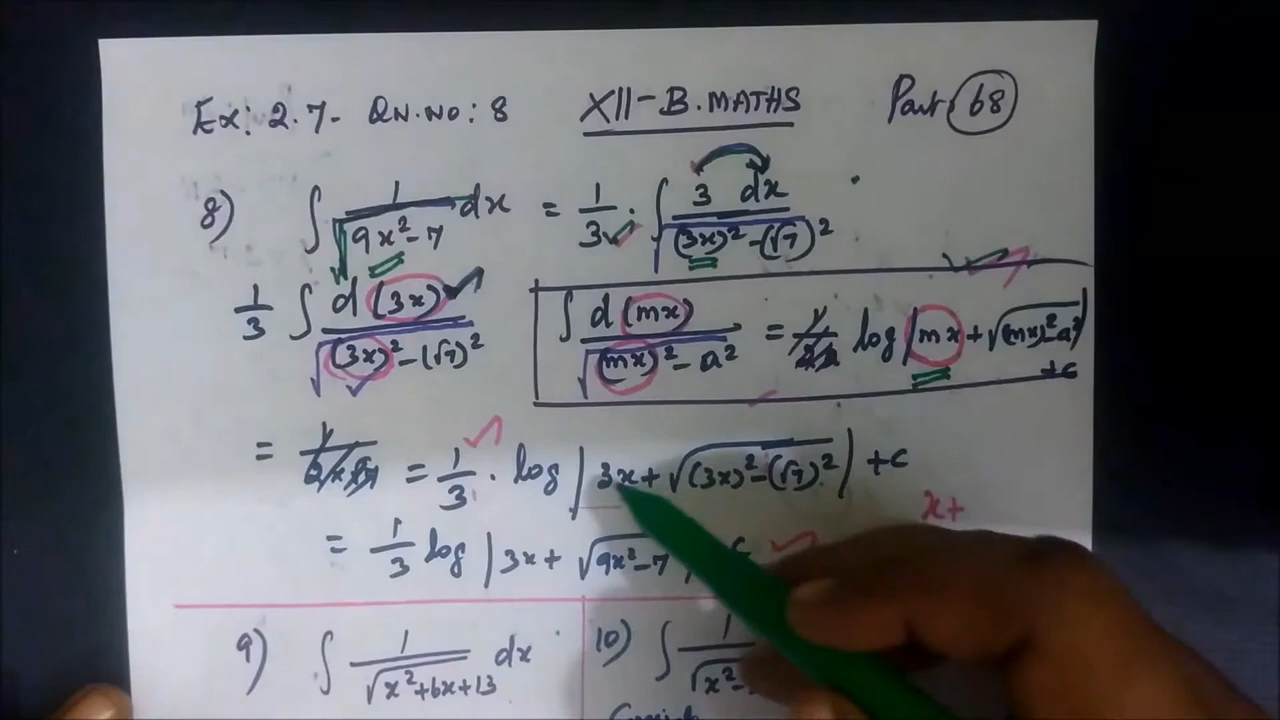 Ex: 2.7- QN.NO: 8 XII-B.MATHS Part 68
8) ∫ 1/√(9x²-7) dx = 1/3 · ∫ 3 dx/√((3x)²-(√7)²)
1/3 ∫ d(3x)/√((3x)²-(√7)²)
∫ d(mx)/√((mx)²-a²) = log|mx+√((mx)²-a²)| +c
= = 1/3 · log|3x+√((3x)²-(√7)²)| +c
x+
= 1/3 log|3x+√(9x²-7)| c
9) ∫ 1/√(x²+6x+13) dx
10) ∫ 1/√(x²-